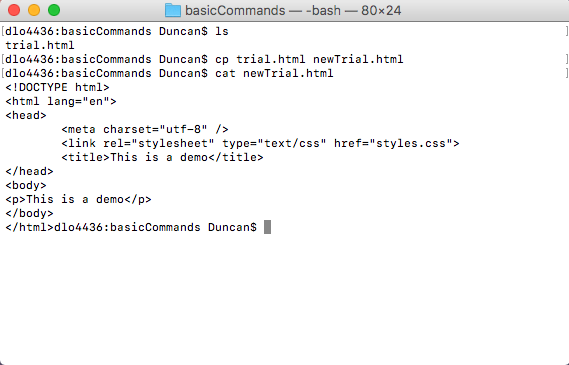 basicCommands — -bash — 80×24
[dlo4436:basicCommands Duncan$ ls ]
trial.html
[dlo4436:basicCommands Duncan$ cp trial.html newTrial.html ]
[dlo4436:basicCommands Duncan$ cat newTrial.html ]
<!DOCTYPE html>
<html lang="en">
<head>
        <meta charset="utf-8" />
        <link rel="stylesheet" type="text/css" href="styles.css">
        <title>This is a demo</title>
</head>
<body>
<p>This is a demo</p>
</body>
</html>dlo4436:basicCommands Duncan$